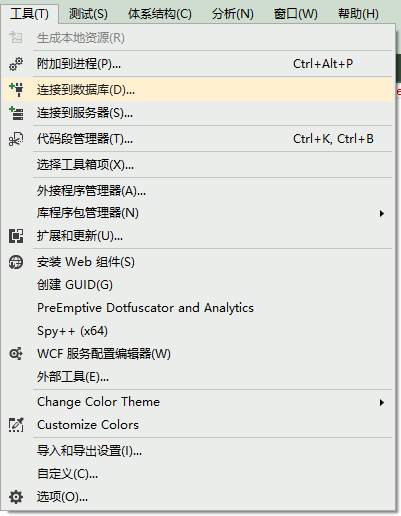 工具(T) 测试(S) 体系结构(C) 分析(N) 窗口(W) 帮助(H)
生成本地资源(R)
附加到进程(P)... Ctrl+Alt+P
连接到数据库(D)...
连接到服务器(S)...
代码段管理器(T)... Ctrl+K, Ctrl+B
选择工具箱项(X)...
外接程序管理器(A)...
库程序包管理器(N)
扩展和更新(U)...
安装 Web 组件(S)
创建 GUID(G)
PreEmptive Dotfuscator and Analytics
Spy++ (x64)
WCF 服务配置编辑器(W)
外部工具(E)...
Change Color Theme
Customize Colors
导入和导出设置(I)...
自定义(C)...
选项(O)...